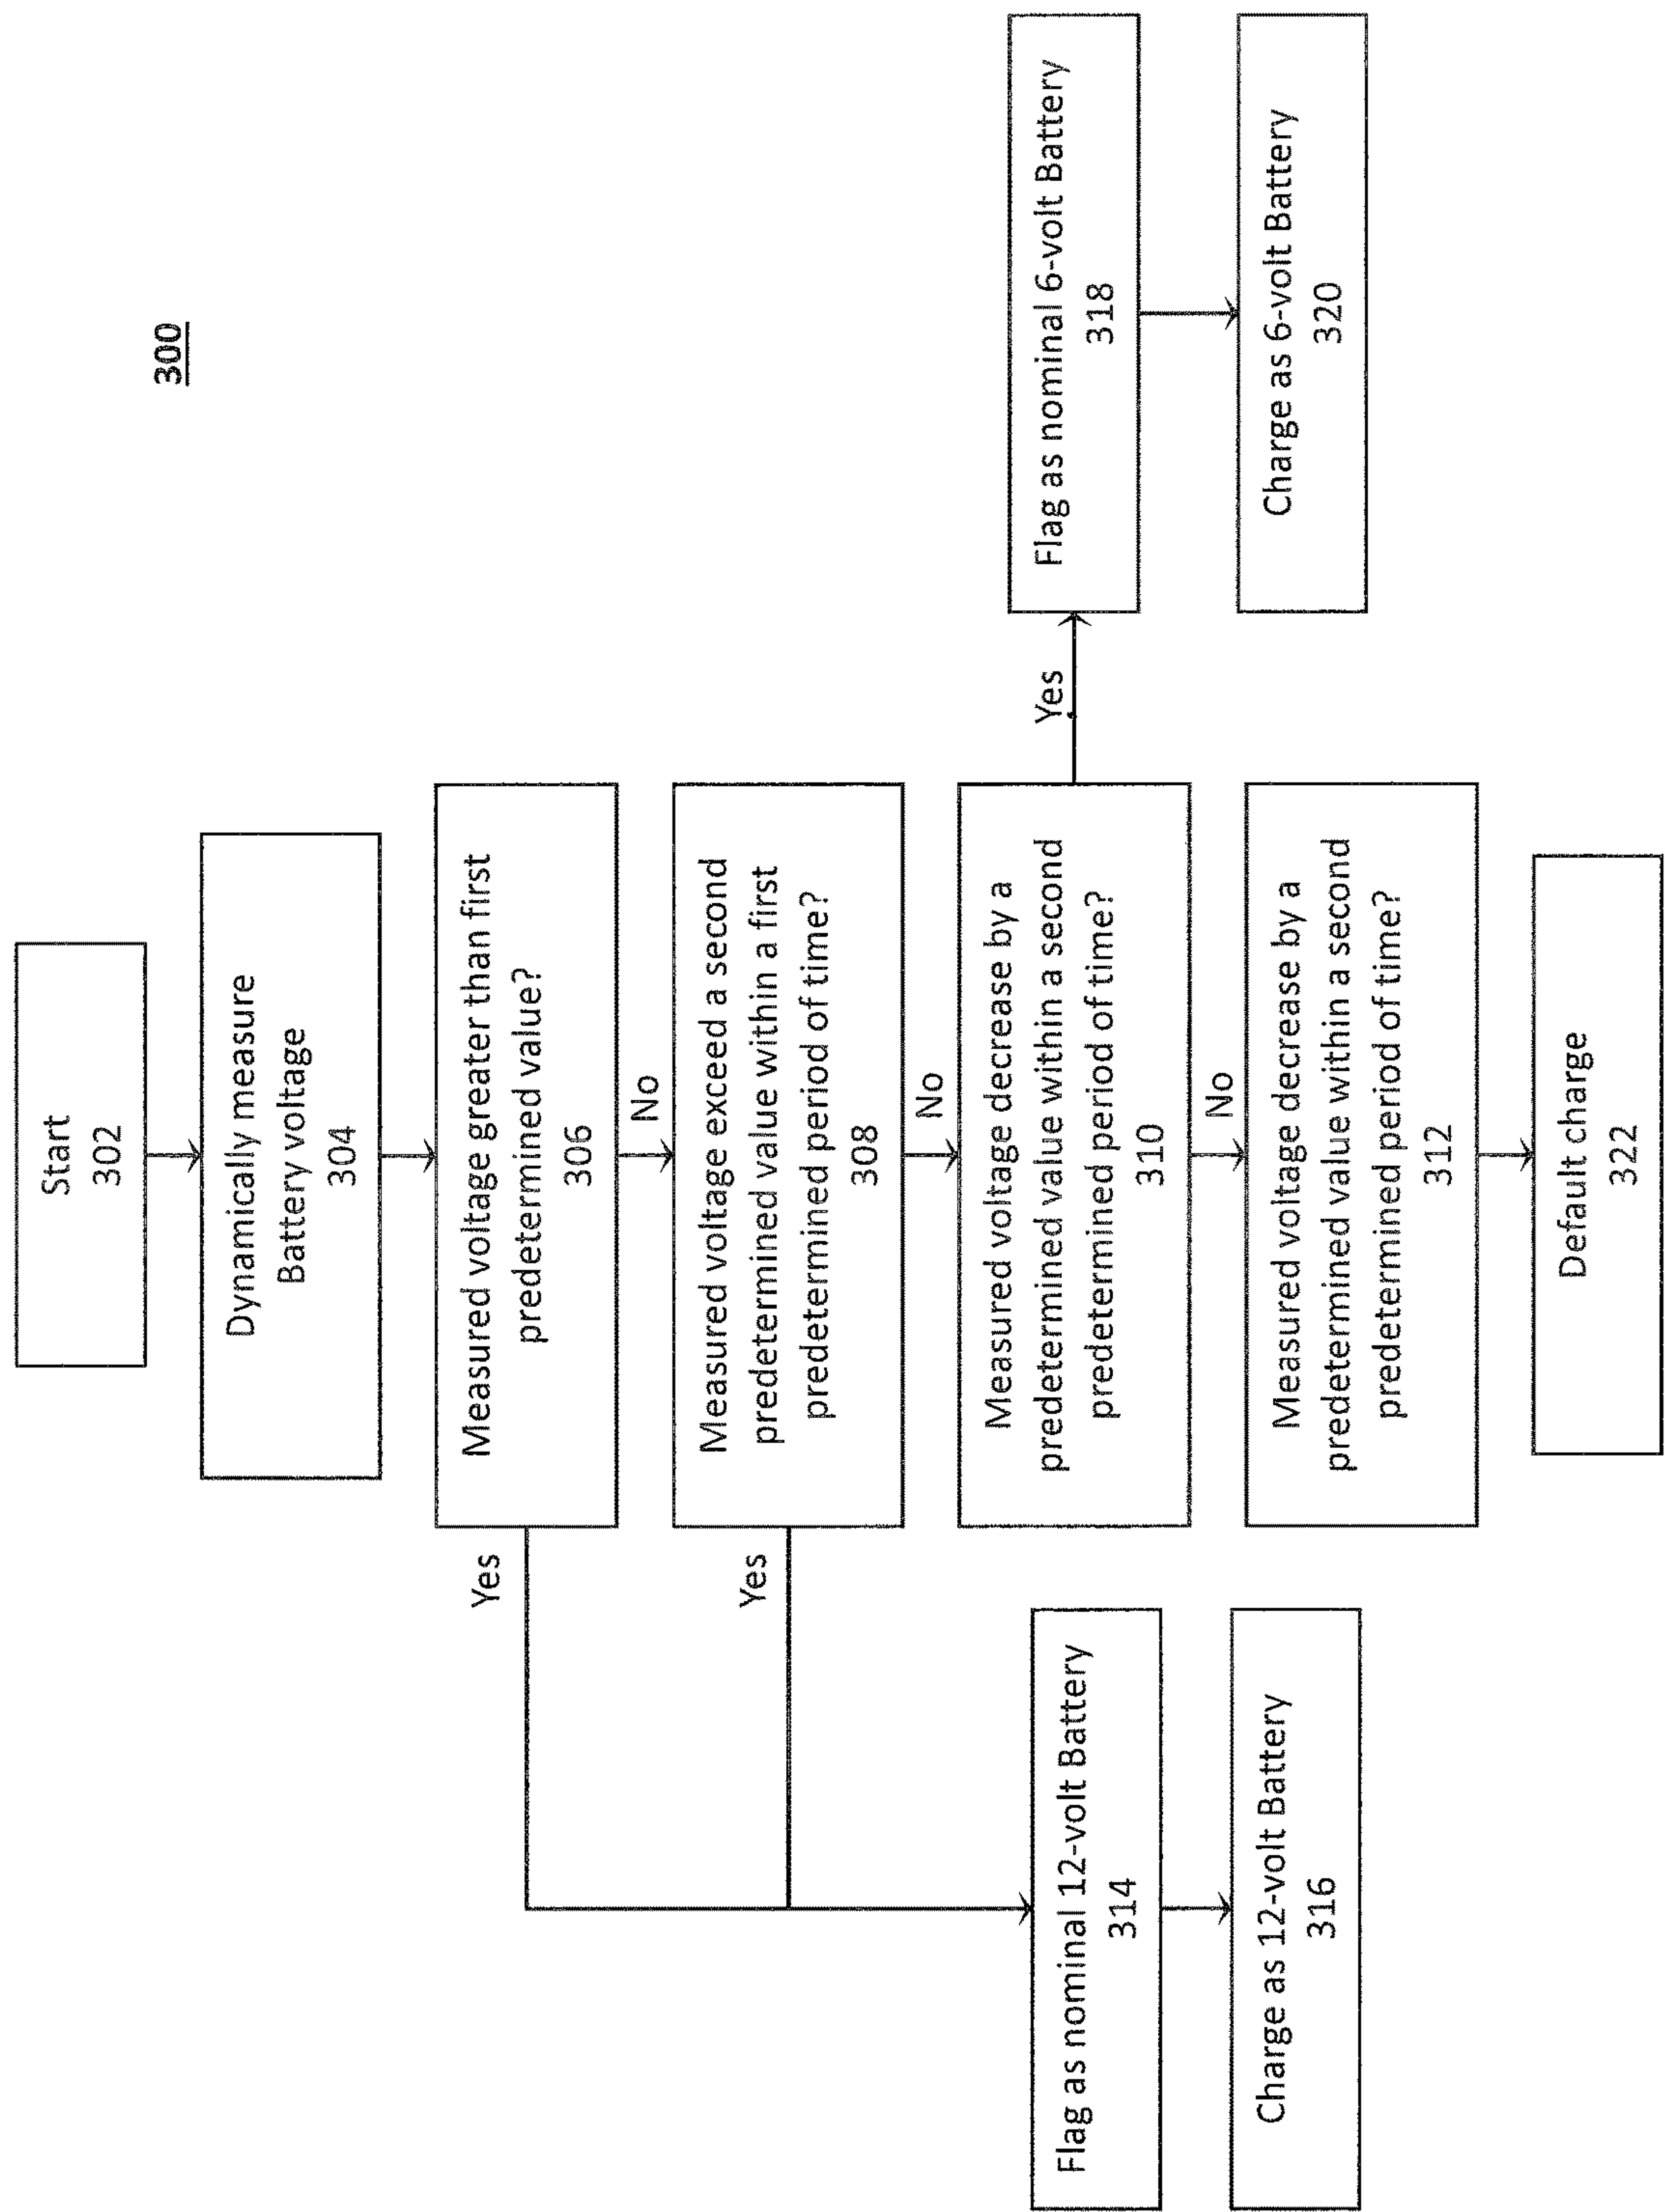 300
Start
302
Dynamically measure
Battery voltage
304
Measured voltage greater than first
predetermined value?
306
Yes
No
Measured voltage exceed a second
predetermined value within a first
predetermined period of time?
308
Yes
No
Measured voltage decrease by a
predetermined value within a second
predetermined period of time?
310
Yes
No
Flag as nominal 12-volt Battery
314
Flag as nominal 6-volt Battery
318
Charge as 12-volt Battery
316
Measured voltage decrease by a
predetermined value within a second
predetermined period of time?
312
Charge as 6-volt Battery
320
Default charge
322